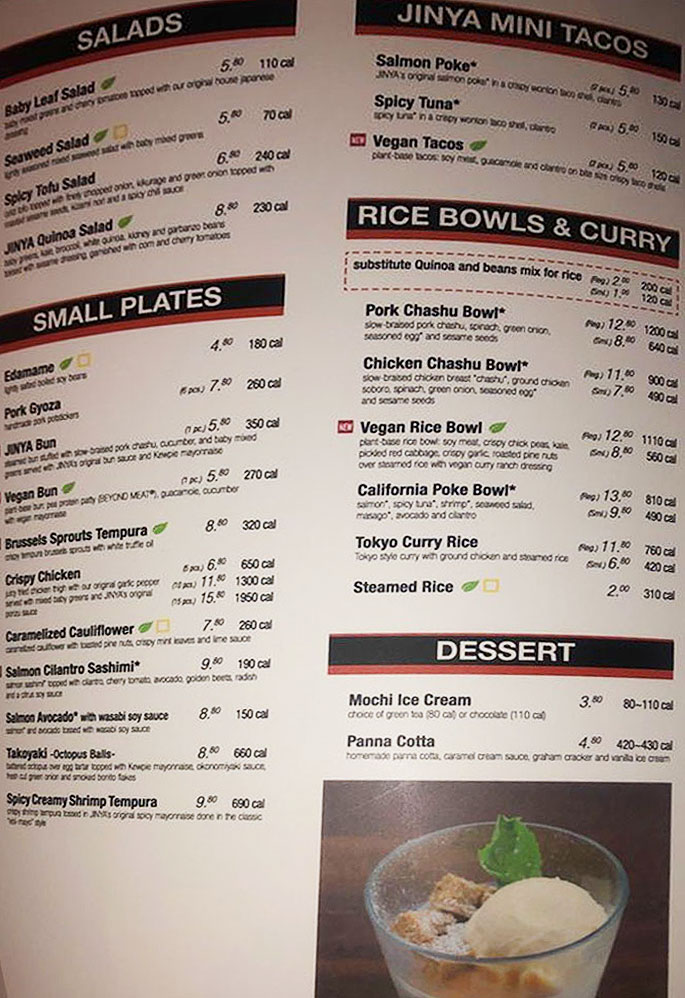 SALADS
Baby Leaf Salad 5.80 110 cal
baby mixed greens and cherry tomatoes topped with our original house japanese
dressing
Seaweed Salad 5.80 70 cal
lightly seasoned mixed seaweed salad with baby mixed greens
Spicy Tofu Salad 6.80 240 cal
cold tofu topped with finely chopped onion, kikurage and green onion topped with
roasted sesame seeds, kizami nori and a spicy chili sauce
JINYA Quinoa Salad 8.80 230 cal
baby greens, kale, broccoli, white quinoa, kidney and garbanzo beans
tossed with sesame dressing, garnished with corn and cherry tomatoes
SMALL PLATES
Edamame 4.80 180 cal
lightly salted boiled soy beans
Pork Gyoza (6 pcs.) 7.80 260 cal
handmade pork potstickers
JINYA Bun (1 pc.) 5.80 350 cal
steamed bun stuffed with slow-braised pork chashu, cucumber, and baby mixed
greens served with JINYA's original bun sauce and Kewpie mayonnaise
Vegan Bun (1 pc.) 5.80 270 cal
plant-base bun: pea protein patty (BEYOND MEAT®), guacamole, cucumber
with vegan mayonnaise
Brussels Sprouts Tempura 8.80 320 cal
crispy tempura brussels sprouts with white truffle oil
Crispy Chicken (5 pcs.) 6.80 650 cal
juicy fried chicken thigh with our original garlic pepper (10 pcs.) 11.80 1300 cal
served with mixed baby greens and JINYA's original (15 pcs.) 15.80 1950 cal
ponzu sauce
Caramelized Cauliflower 7.80 260 cal
caramelized cauliflower with toasted pine nuts, crispy mint leaves and lime sauce
Salmon Cilantro Sashimi* 9.80 190 cal
salmon sashimi* topped with cilantro, cherry tomato, avocado, golden beets, radish
and a citrus soy sauce
Salmon Avocado* with wasabi soy sauce 8.80 150 cal
salmon* and avocado tossed with wasabi soy sauce
Takoyaki -Octopus Balls- 8.80 660 cal
battered octopus over egg tartar topped with Kewpie mayonnaise, okonomiyaki sauce,
fresh cut green onion and smoked bonito flakes
Spicy Creamy Shrimp Tempura 9.80 690 cal
crispy shrimp tempura tossed in JINYA's original spicy mayonnaise done in the classic
"ebi-mayo" style
JINYA MINI TACOS
Salmon Poke* (2 pcs.) 5.80 130 cal
JINYA's original salmon poke* in a crispy wonton taco shell, cilantro
Spicy Tuna* (2 pcs.) 5.80 150 cal
spicy tuna* in a crispy wonton taco shell, cilantro
NEW Vegan Tacos (2 pcs.) 5.80 120 cal
plant-base tacos: soy meat, guacamole and cilantro on bite size crispy taco shells
RICE BOWLS & CURRY
substitute Quinoa and beans mix for rice (Reg.) 2.00 200 cal
(Sml.) 1.00 120 cal
Pork Chashu Bowl* (Reg.) 12.80 1200 cal
slow-braised pork chashu, spinach, green onion, (Sml.) 8.80 640 cal
seasoned egg* and sesame seeds
Chicken Chashu Bowl* (Reg.) 11.80 900 cal
slow-braised chicken breast "chashu", ground chicken (Sml.) 7.80 490 cal
soboro, spinach, green onion, seasoned egg*
and sesame seeds
NEW Vegan Rice Bowl (Reg.) 12.80 1110 cal
plant-base rice bowl: soy meat, crispy chick peas, kale, (Sml.) 8.80 560 cal
pickled red cabbage, crispy garlic, roasted pine nuts
over steamed rice with vegan curry ranch dressing
California Poke Bowl* (Reg.) 13.80 810 cal
salmon*, spicy tuna*, shrimp*, seaweed salad, (Sml.) 9.80 490 cal
masago*, avocado and cilantro
Tokyo Curry Rice (Reg.) 11.80 760 cal
Tokyo style curry with ground chicken and steamed rice (Sml.) 6.80 420 cal
Steamed Rice 2.00 310 cal
DESSERT
Mochi Ice Cream 3.80 80~110 cal
choice of green tea (80 cal) or chocolate (110 cal)
Panna Cotta 4.80 420~430 cal
homemade panna cotta, caramel cream sauce, graham cracker and vanilla ice cream